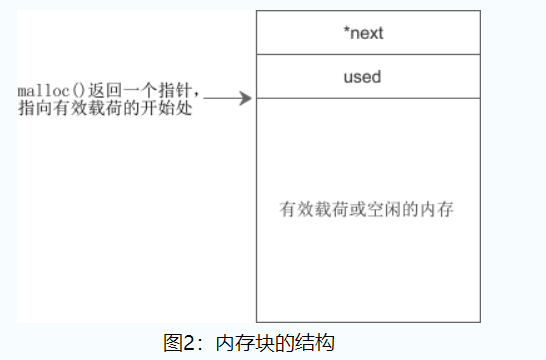 *next
used
malloc()返回一个指针，
指向有效载荷的开始处
有效载荷或空闲的内存
图2：内存块的结构